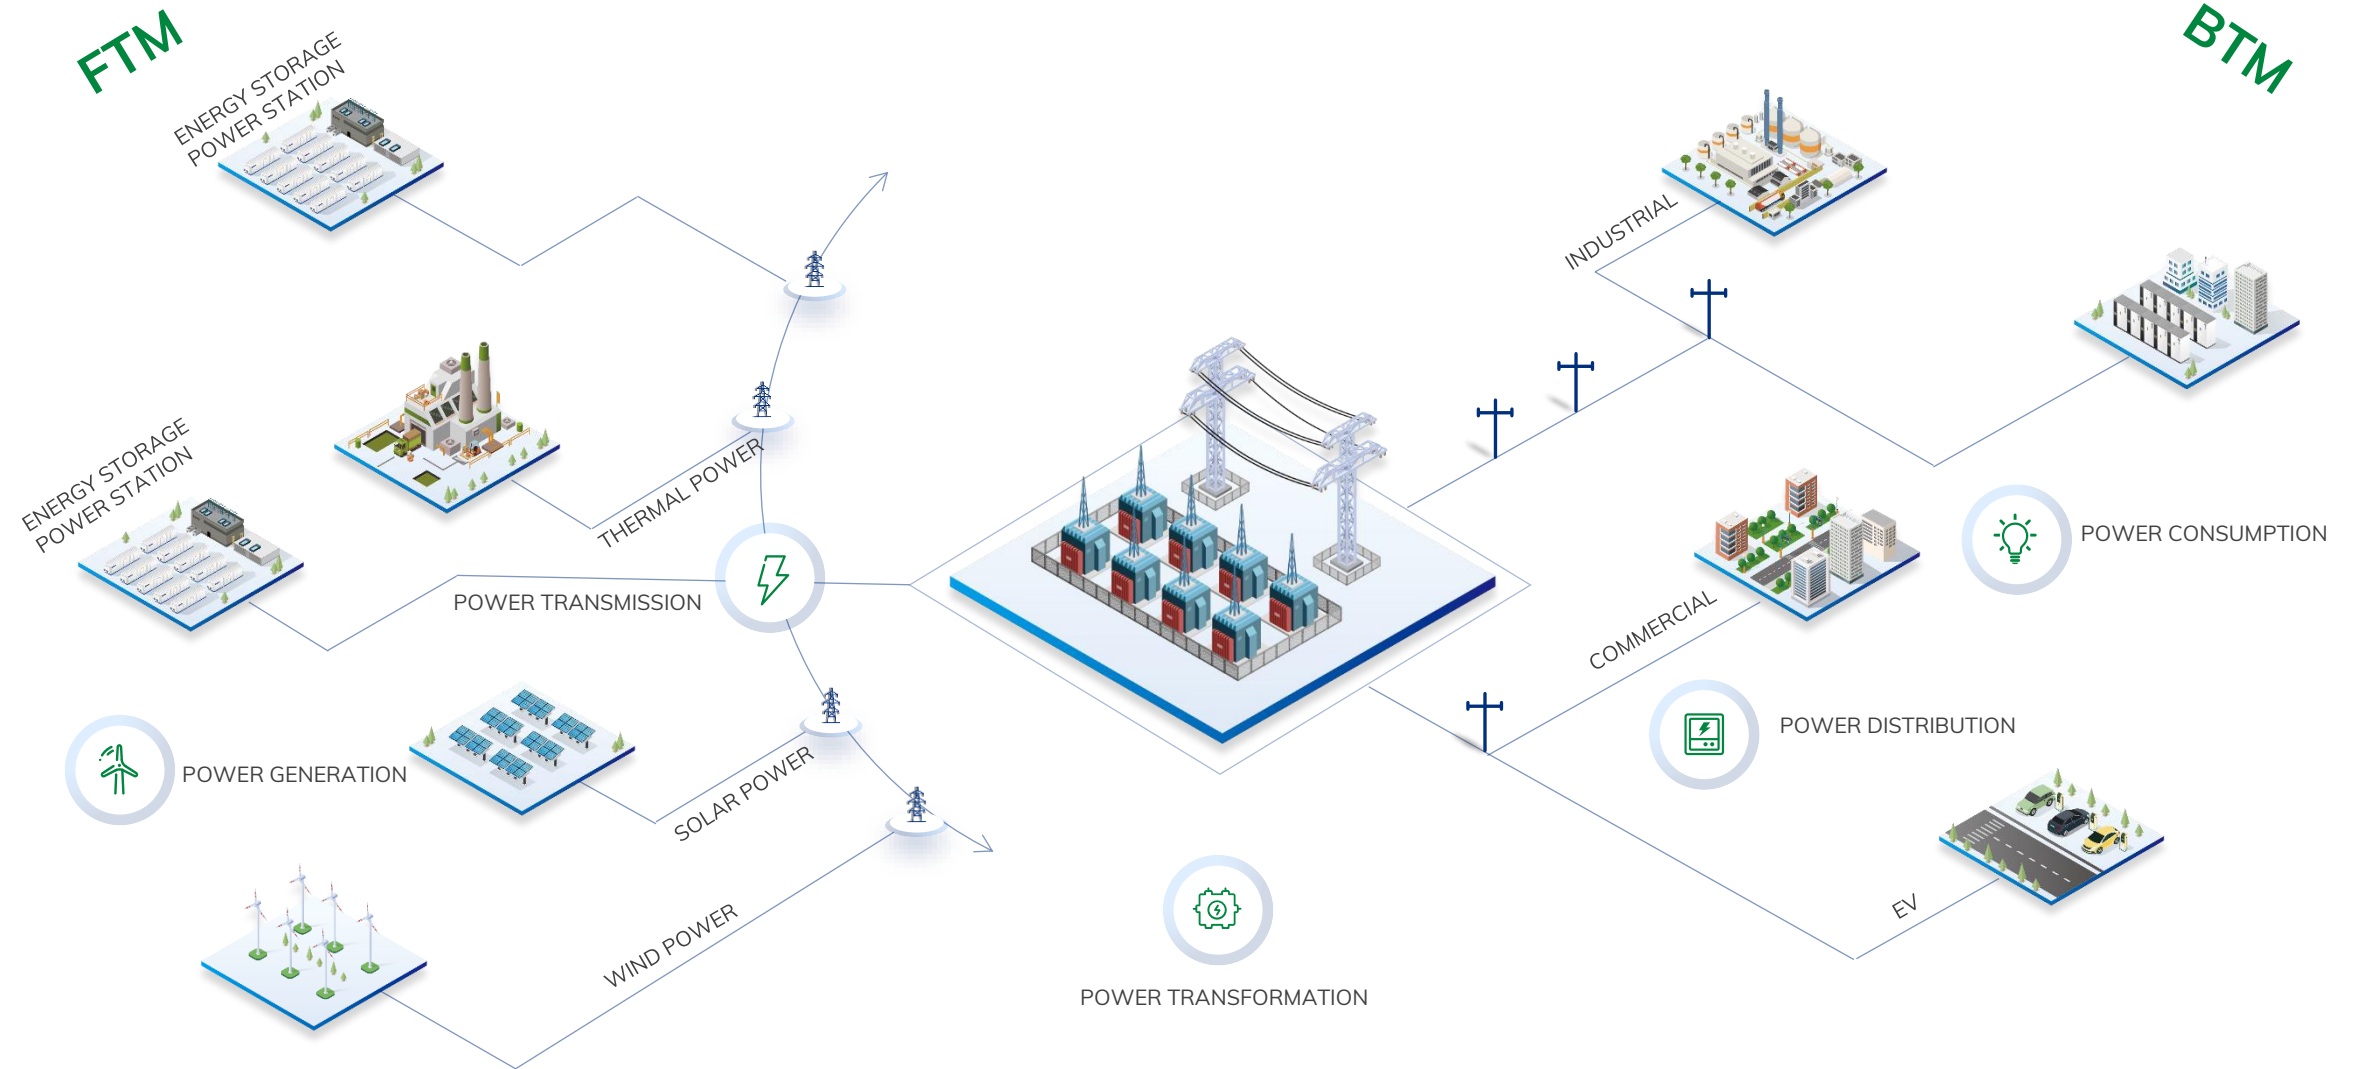 FTM
BTM
ENERGY STORAGE
POWER STATION
INDUSTRIAL
THERMAL POWER
ENERGY STORAGE
POWER STATION
POWER CONSUMPTION
POWER TRANSMISSION
COMMERCIAL
POWER DISTRIBUTION
POWER GENERATION
SOLAR POWER
EV
WIND POWER
POWER TRANSFORMATION